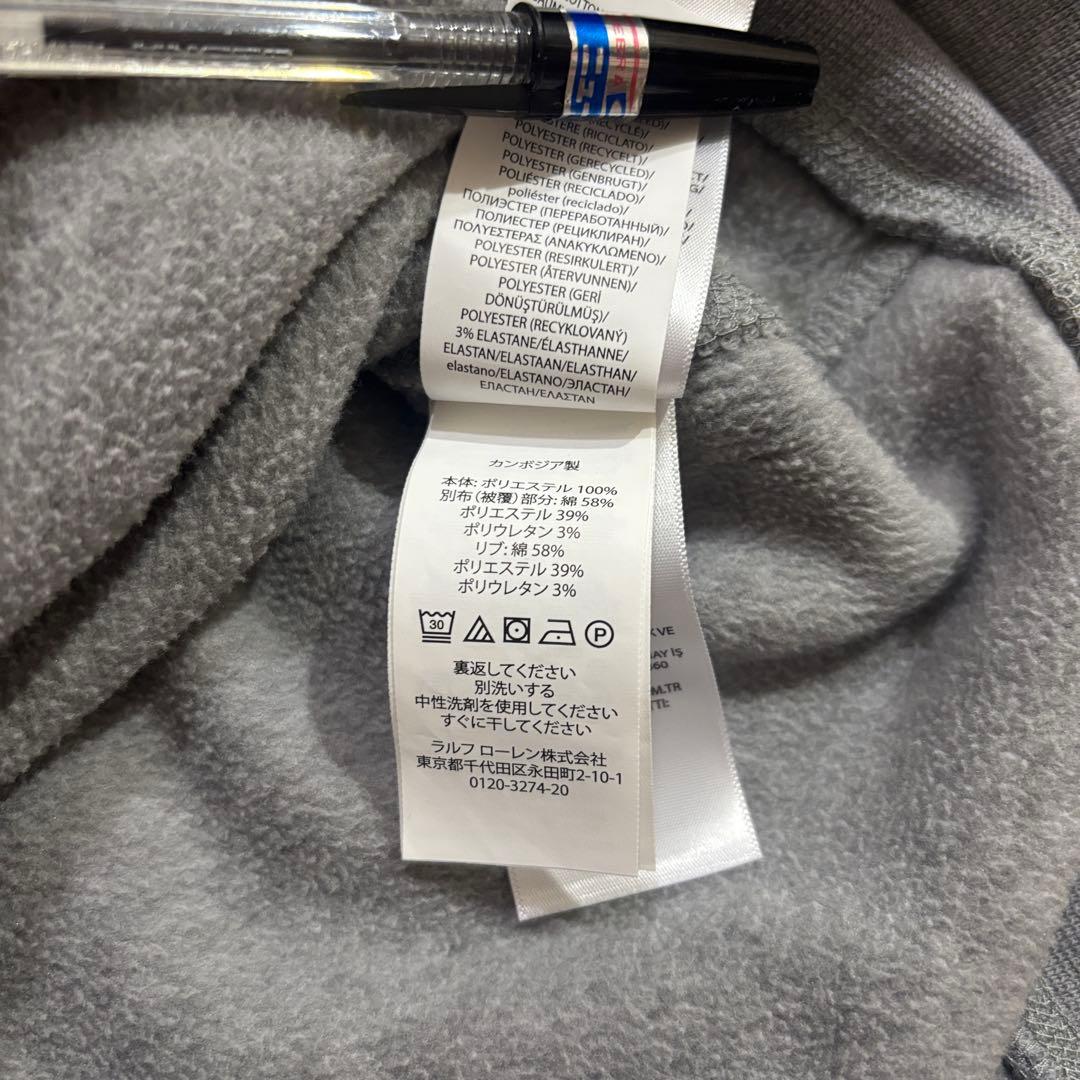 POLYESTER (RECYCELT)/
POLYESTER (GERECYCLED)/
POLYESTER (GENBRUGT)/
POLIÉSTER (RECICLADO)/
poliéster (reciclado)/
ПОЛИЭСТЕР (ПЕРЕРАБОТАННЫЙ)/
ПОЛИЕСТЕР (РЕЦИКЛИРАН)/
ΠΟΛΥΕΣΤΕΡΑΣ (ΑΝΑΚΥΚΛΩΜΕΝΟ)/
POLYESTER (RESIRKULERT)/
POLYESTER (ÅTERVUNNEN)/
POLYESTER (GERİ
DÖNÜŞTÜRÜLMÜŞ)/
POLYESTER (RECYKLOVANÝ)
3% ELASTANE/ÉLASTHANNE/
ELASTAN/ELASTAAN/ELASTHAN/
elastano/ELASTANO/ЭЛАСТАН/
ЕЛАСТАН/ΕΛΑΣΤΑΝ
カンボジア製
本体: ポリエステル 100%
別布(被覆)部分: 綿 58%
ポリエステル 39%
ポリウレタン 3%
リブ: 綿 58%
ポリエステル 39%
ポリウレタン 3%
30 P
裏返してください
別洗いする
中性洗剤を使用してください
すぐに干してください
ラルフ ローレン株式会社
東京都千代田区永田町2-10-1
0120-3274-20